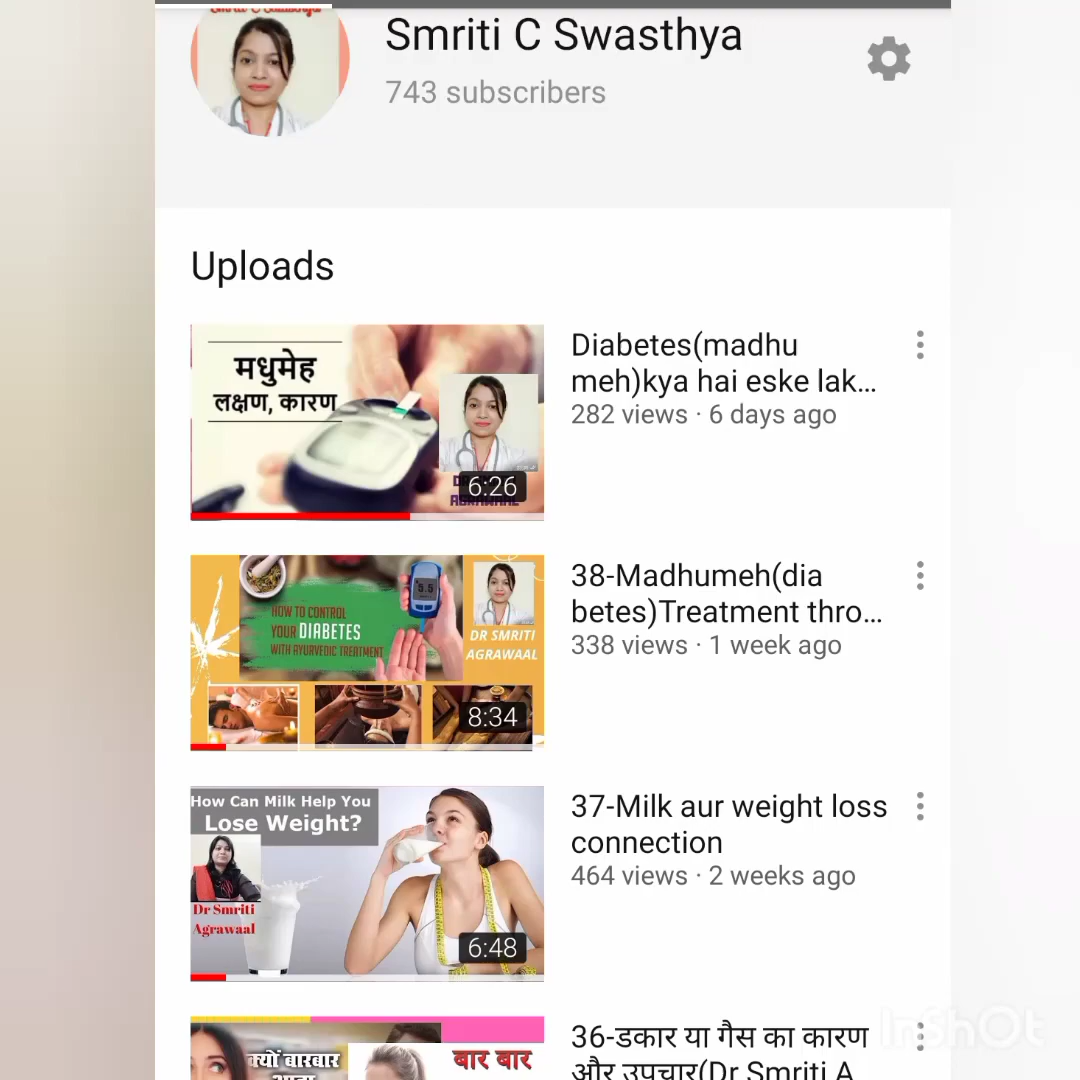 Smriti C Swasthya
743 subscribers
Uploads
मधुमेह
लक्षण, कारण
6:26
Diabetes(madhu
meh)kya hai eske lak...
282 views · 6 days ago
5.5
HOW TO CONTROL
YOUR DIABETES
WITH AYURVEDIC TREATMENT
DR SMRITI
AGRAWAAL
8:34
38-Madhumeh(dia
betes)Treatment thro...
338 views · 1 week ago
How Can Milk Help You
Lose Weight?
Dr Smriti
Agrawaal
6:48
37-Milk aur weight loss
connection
464 views · 2 weeks ago
क्यों बारबार
बार बार
36-डकार या गैस का कारण
और उपचार(Dr Smriti A
InShOt